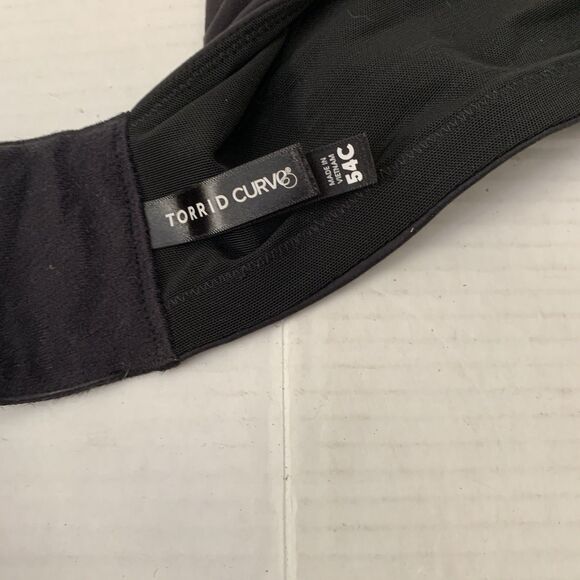 TORRID CURVE
MADE IN
VIETNAM
54C